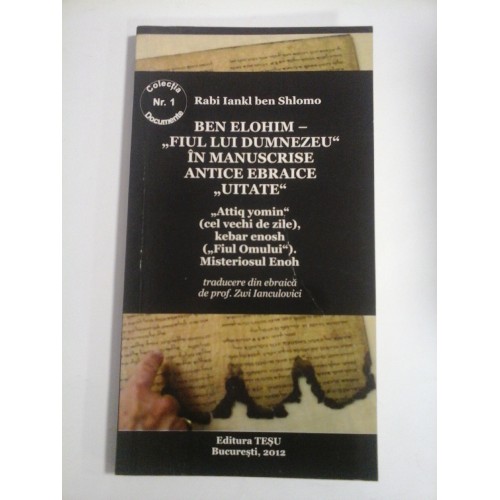 Colecția
Nr. 1
Documente
Rabi Iankl ben Shlomo
BEN ELOHIM –
„FIUL LUI DUMNEZEU“
ÎN MANUSCRISE
ANTICE EBRAICE
„UITATE“
„Attiq yomin“
(cel vechi de zile),
kebar enosh
(„Fiul Omului“).
Misteriosul Enoh
traducere din ebraică
de prof. Zwi Ianculovici
Editura TEȘU
București, 2012